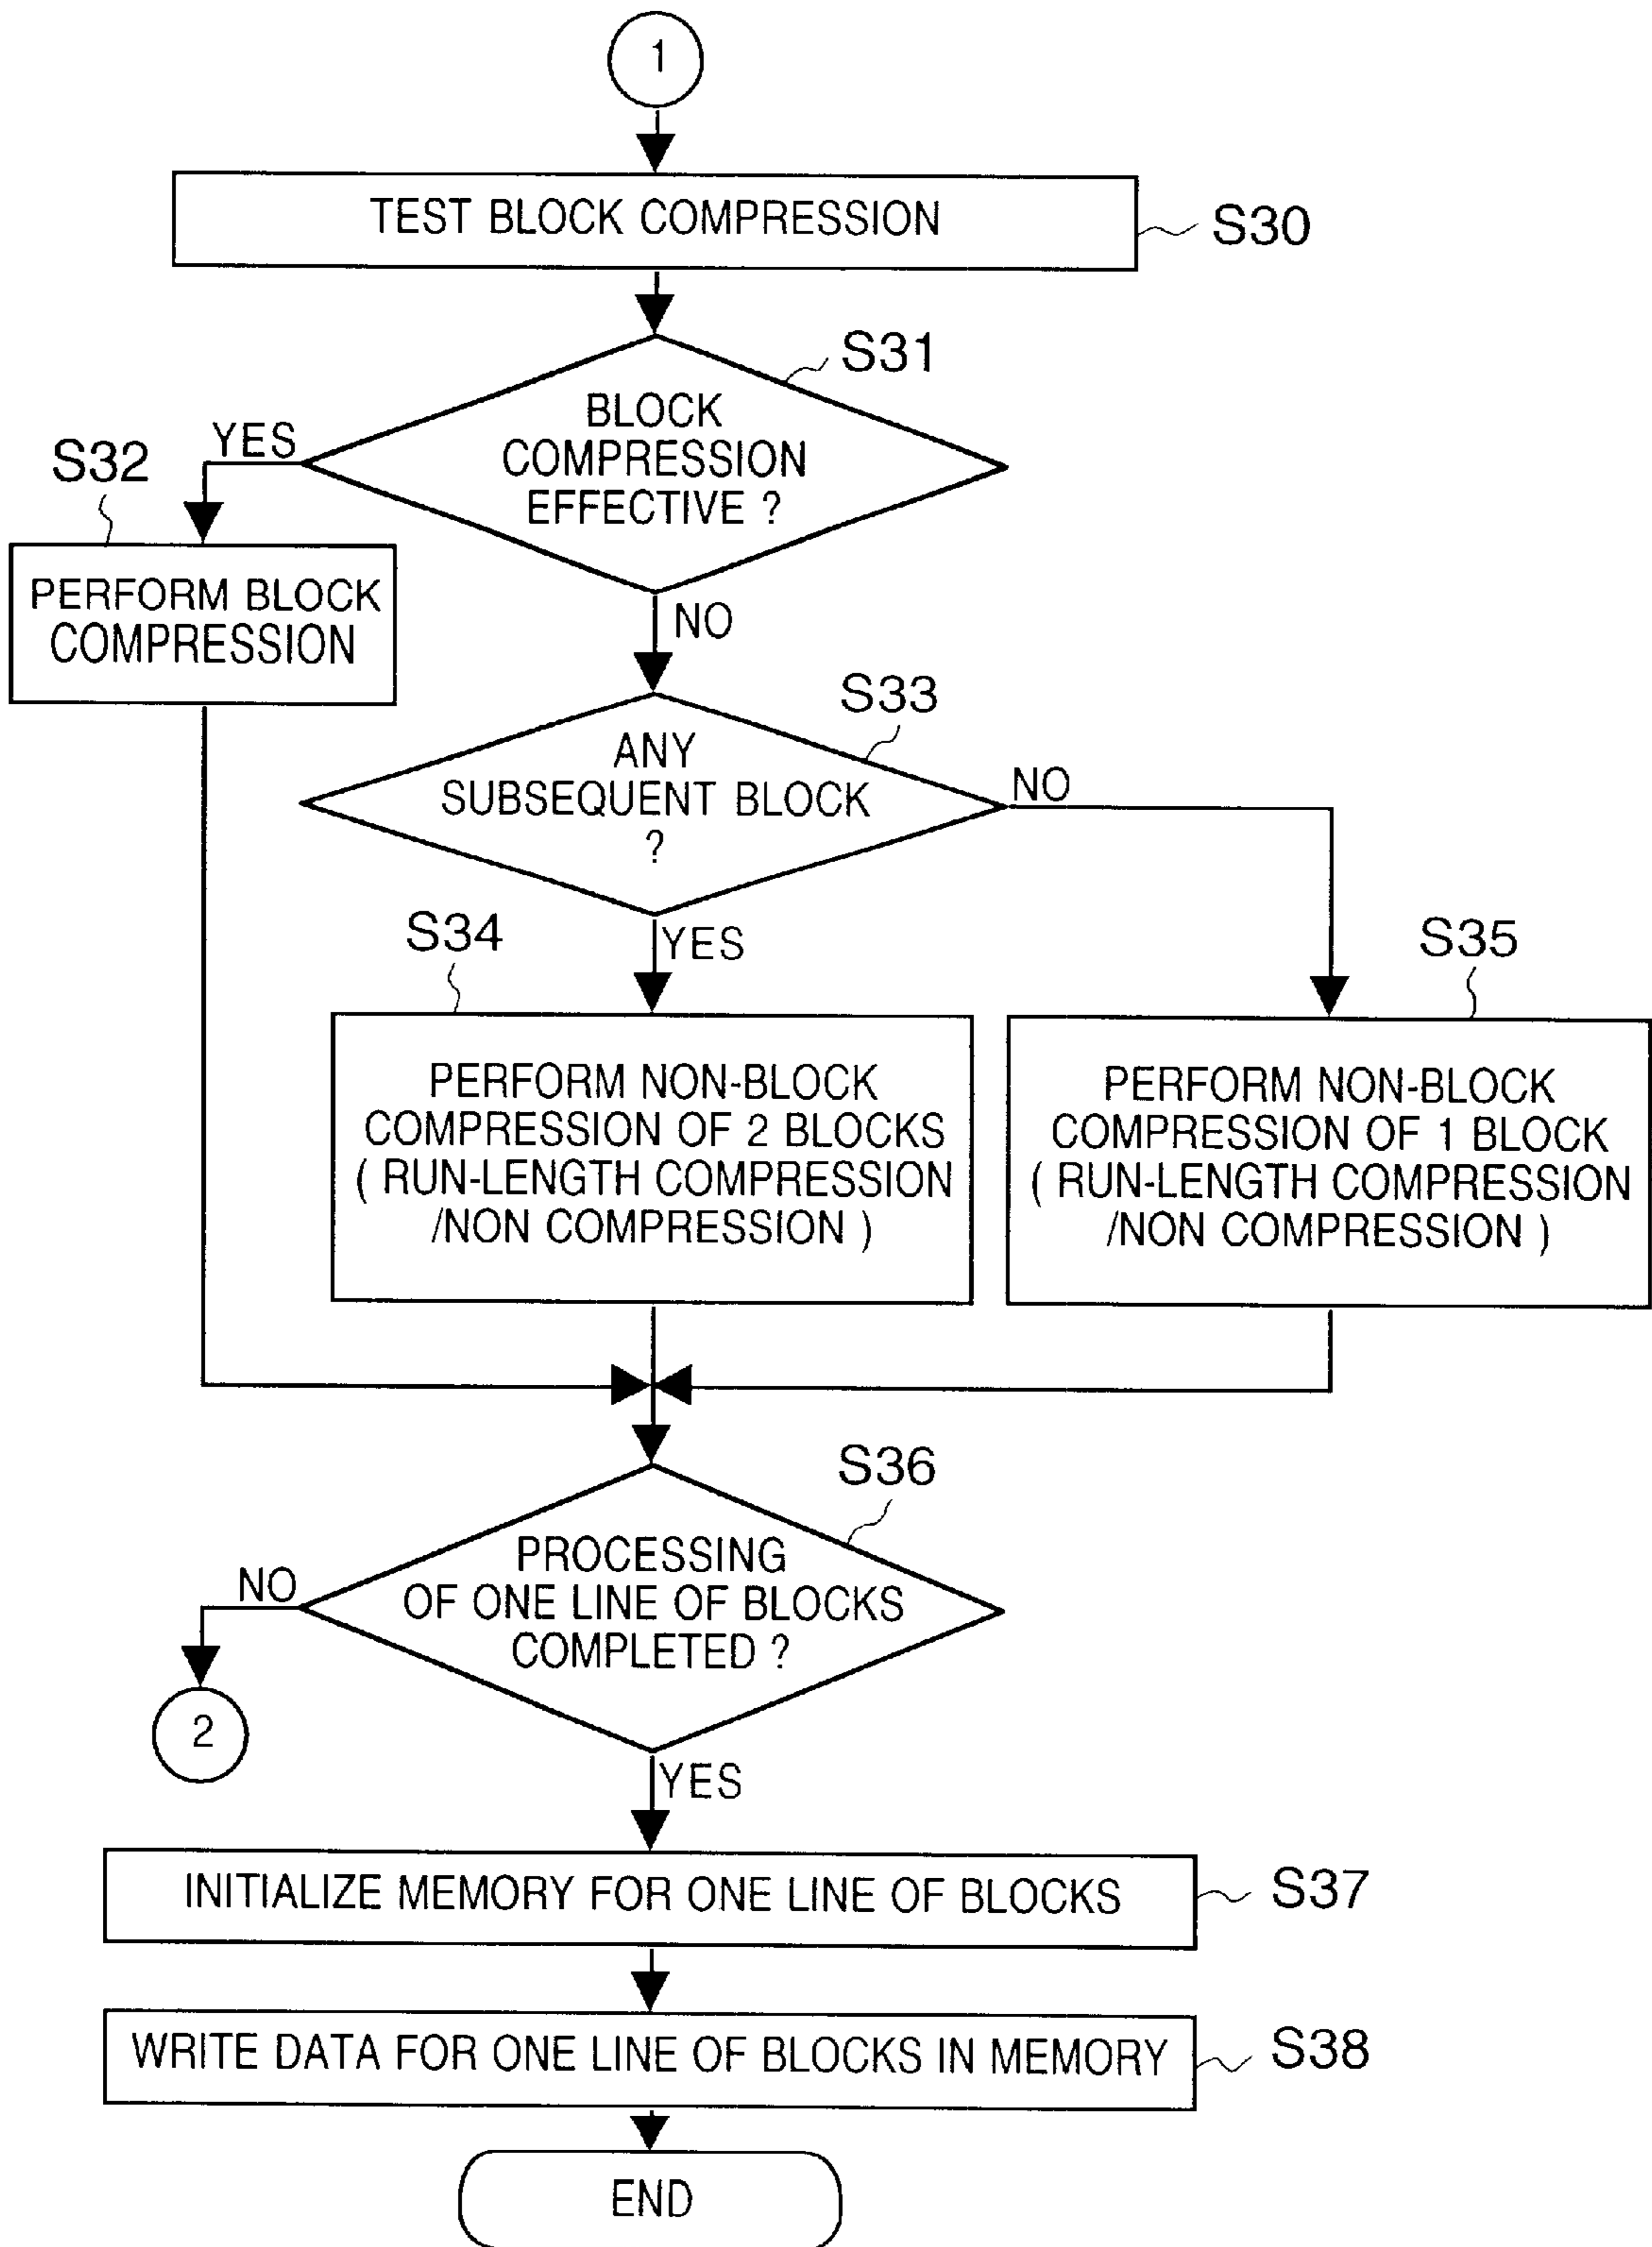 1
TEST BLOCK COMPRESSION
S30
S31
BLOCK
COMPRESSION
EFFECTIVE ?
YES
S32
PERFORM BLOCK
COMPRESSION
NO
S33
ANY
SUBSEQUENT BLOCK
?
NO
YES
S34
S35
PERFORM NON-BLOCK
COMPRESSION OF 2 BLOCKS
( RUN-LENGTH COMPRESSION
/NON COMPRESSION )
PERFORM NON-BLOCK
COMPRESSION OF 1 BLOCK
( RUN-LENGTH COMPRESSION
/NON COMPRESSION )
S36
PROCESSING
OF ONE LINE OF BLOCKS
COMPLETED ?
NO
2
YES
INITIALIZE MEMORY FOR ONE LINE OF BLOCKS
S37
WRITE DATA FOR ONE LINE OF BLOCKS IN MEMORY
S38
END